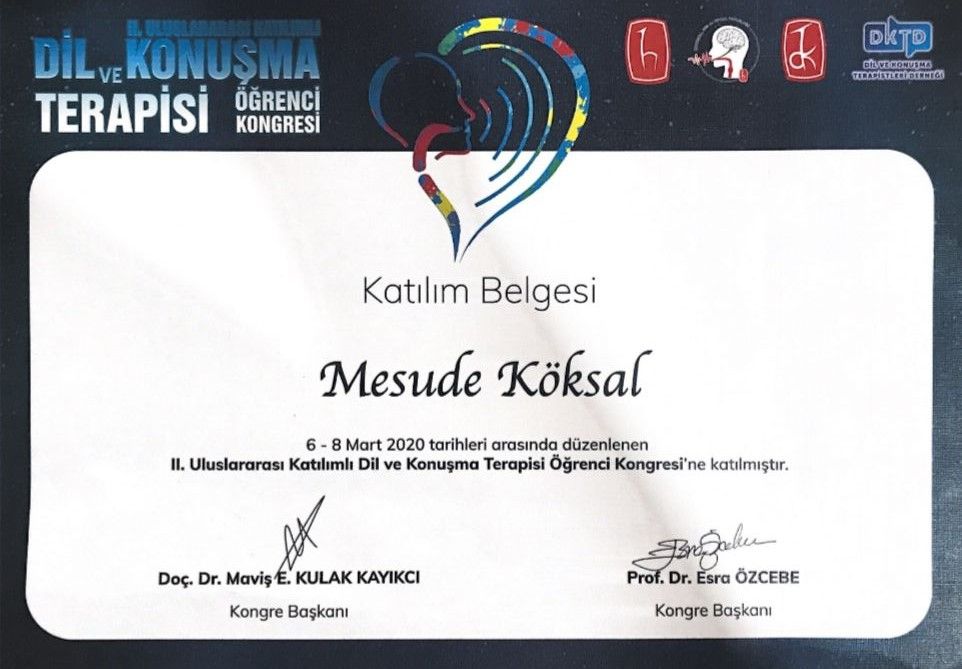 II. ULUSLARARASI KATILIMLI
DİL VE KONUŞMA
TERAPİSİ ÖĞRENCİ
KONGRESİ
DKTD
DİL VE KONUŞMA
TERAPİSTLERİ DERNEĞİ
Katılım Belgesi
Mesude Köksal
6 - 8 Mart 2020 tarihleri arasında düzenlenen
II. Uluslararası Katılımlı Dil ve Konuşma Terapisi Öğrenci Kongresi'ne katılmıştır.
Doç. Dr. Maviş E. KULAK KAYIKCI
Kongre Başkanı
Prof. Dr. Esra ÖZCEBE
Kongre Başkanı